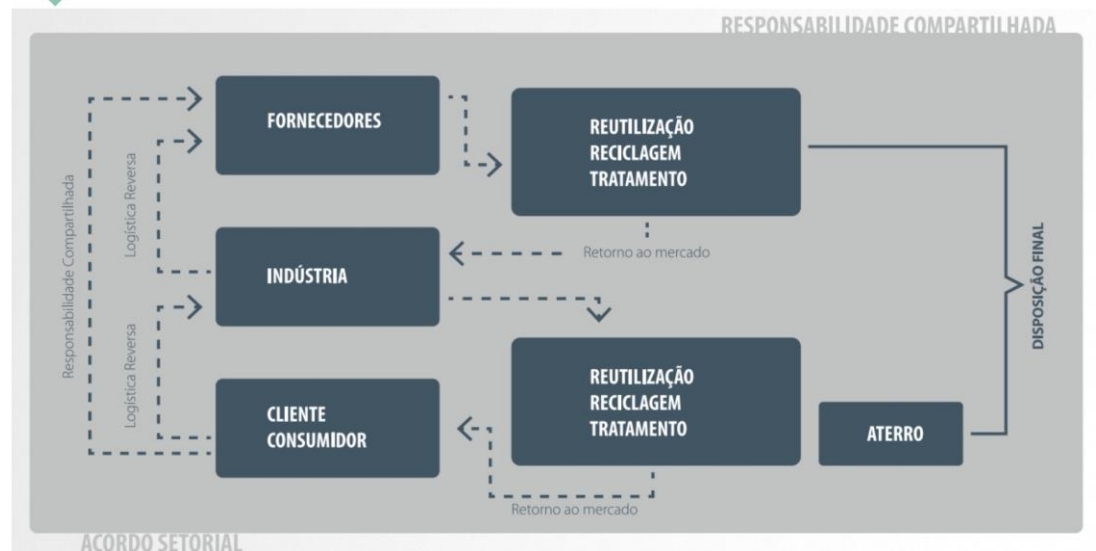 RESPONSABILIDADE COMPARTILHADA
FORNECEDORES
REUTILIZAÇÃO
RECICLAGEM
TRATAMENTO
Responsabilidade Compartilhada
Logística Reversa
Retorno ao mercado
INDÚSTRIA
DISPOSIÇÃO FINAL
Logística Reversa
REUTILIZAÇÃO
RECICLAGEM
TRATAMENTO
CLIENTE
CONSUMIDOR
ATERRO
Retorno ao mercado
ACORDO SETORIAL